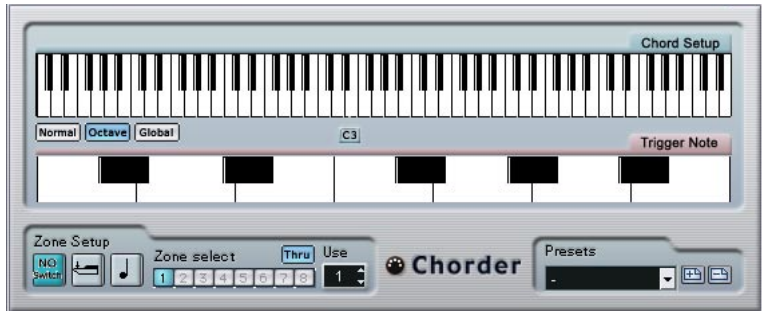 Chord Setup
Normal Octave Global C3
Trigger Note
Zone Setup
NO Switch
Zone select Thru Use
1 2 3 4 5 6 7 8 1
Chorder
Presets
-